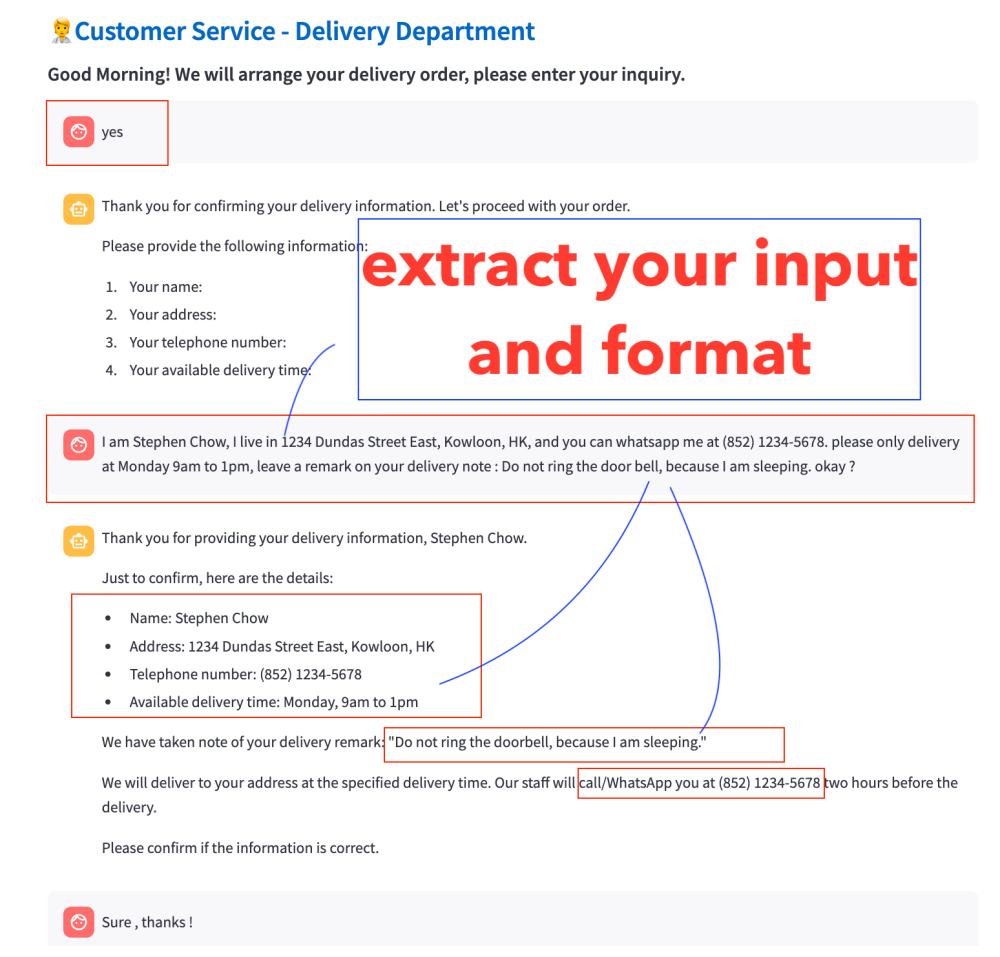 Customer Service - Delivery Department
Good Morning! We will arrange your delivery order, please enter your inquiry.
yes
Thank you for confirming your delivery information. Let's proceed with your order.
Please provide the following information:
extract your input
and format
1. Your name:
2. Your address:
3. Your telephone number:
4. Your available delivery time:
I am Stephen Chow, I live in 1234 Dundas Street East, Kowloon, HK, and you can whatsapp me at (852) 1234-5678. please only delivery
at Monday 9am to 1pm, leave a remark on your delivery note : Do not ring the door bell, because I am sleeping. okay ?
Thank you for providing your delivery information, Stephen Chow.
Just to confirm, here are the details:
• Name: Stephen Chow
• Address: 1234 Dundas Street East, Kowloon, HK
• Telephone number: (852) 1234-5678
• Available delivery time: Monday, 9am to 1pm
We have taken note of your delivery remark: "Do not ring the doorbell, because I am sleeping."
We will deliver to your address at the specified delivery time. Our staff will call/WhatsApp you at (852) 1234-5678 two hours before the
delivery.
Please confirm if the information is correct.
Sure , thanks !